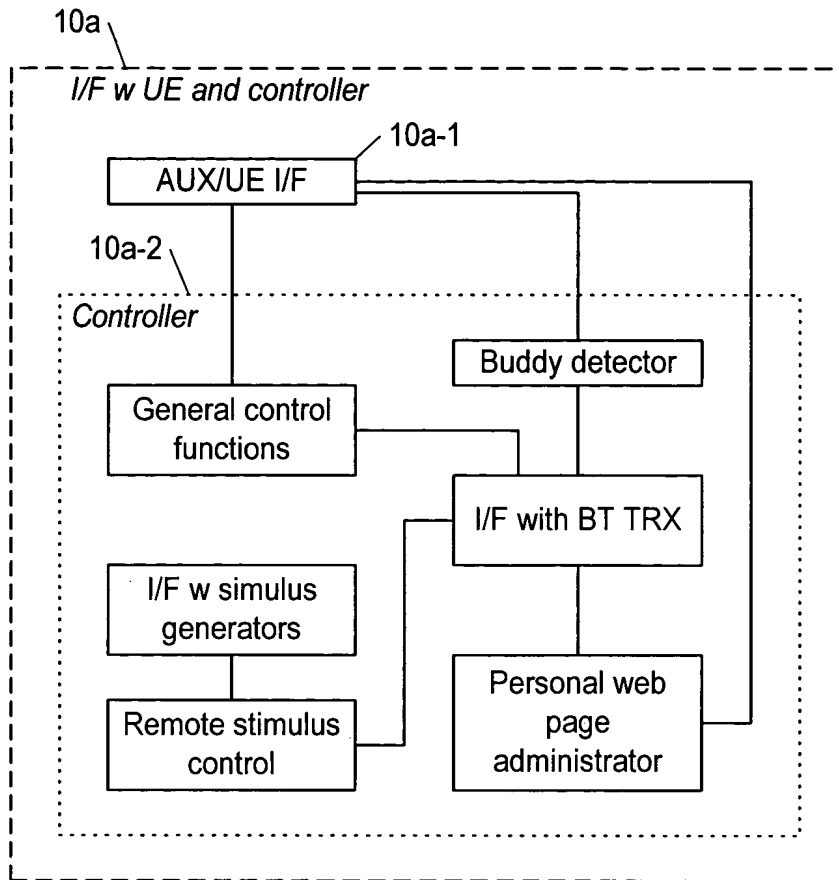 10a
I/F w UE and controller
10a-1
AUX/UE I/F
10a-2
Controller
Buddy detector
General control
functions
I/F with BT TRX
I/F w simulus
generators
Personal web
page
administrator
Remote stimulus
control